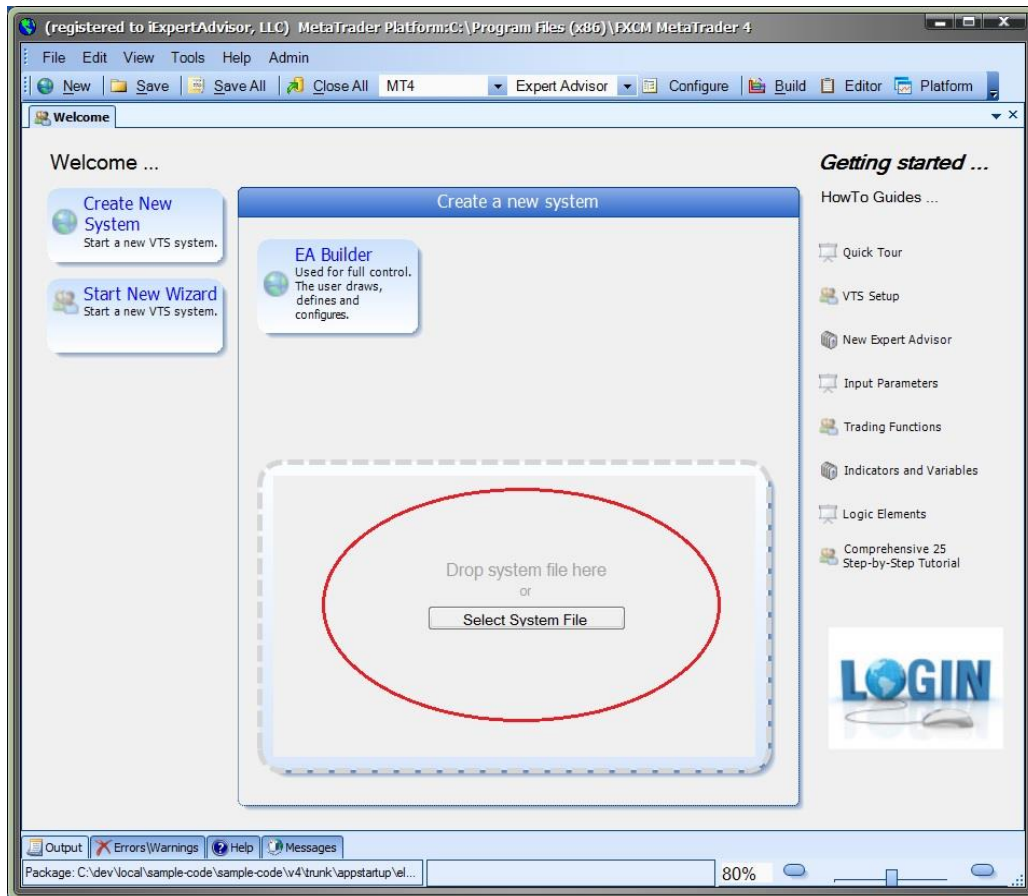 (registered to iExpertAdvisor, LLC) MetaTrader Platform:C:\Program Files (x86)\FXCM MetaTrader 4
File Edit View Tools Help Admin
New Save Save All Close All MT4 Expert Advisor Configure Build Editor Platform
Welcome
Welcome ...
Create New
System
Start a new VTS system.
Start New Wizard
Start a new VTS system.
Create a new system
EA Builder
Used for full control.
The user draws,
defines and
configures.
Drop system file here
or
Select System File
Getting started ...
HowTo Guides ...
Quick Tour
VTS Setup
New Expert Advisor
Input Parameters
Trading Functions
Indicators and Variables
Logic Elements
Comprehensive 25
Step-by-Step Tutorial
LOGIN
Output Errors\Warnings Help Messages
Package: C:\dev\local\sample-code\sample-code\v4\trunk\appstartup\el... 80%